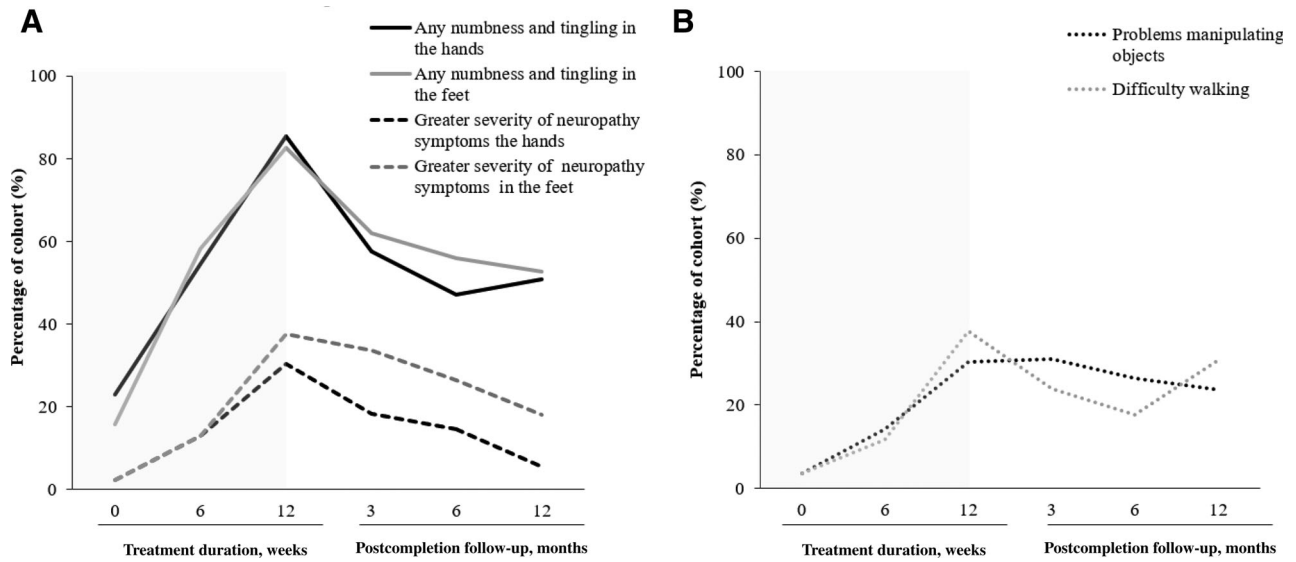 A
Any numbness and tingling in
the hands
Any numbness and tingling in
the feet
Greater severity of neuropathy
symptoms the hands
Greater severity of neuropathy
symptoms in the feet
Percentage of cohort (%)
100
80
60
40
20
0
0 6 12 3 6 12
Treatment duration, weeks Postcompletion follow-up, months
B
Problems manipulating
objects
Difficulty walking
Percentage of cohort (%)
100
80
60
40
20
0
0 6 12 3 6 12
Treatment duration, weeks Postcompletion follow-up, months